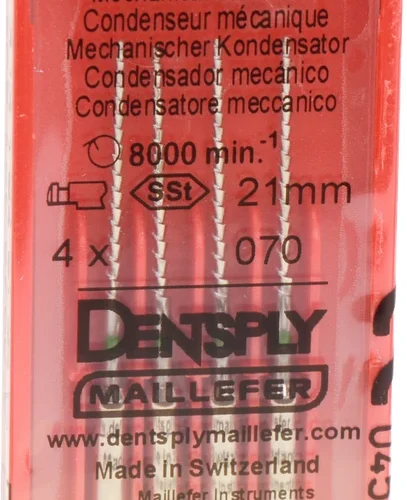 Condenseur mécanique
Mechanischer Kondensator
Condensador mecánico
Condensatore meccanico
8000 min.-1
SSt 21mm
4 x 070
DENTSPLY
MAILLEFER
www.dentsplymaillefer.com
Made in Switzerland
Maillefer Instruments
045